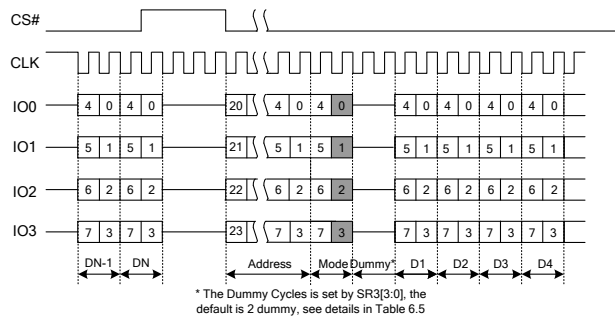 CS#
CLK
IO0 4 0 4 0 20 4 0 4 0 4 0 4 0 4 0 4 0
IO1 5 1 5 1 21 5 1 5 1 5 1 5 1 5 1 5 1
IO2 6 2 6 2 22 6 2 6 2 6 2 6 2 6 2 6 2
IO3 7 3 7 3 23 7 3 7 3 7 3 7 3 7 3 7 3
DN-1 DN Address Mode Dummy* D1 D2 D3 D4
* The Dummy Cycles is set by SR3[3:0], the
default is 2 dummy, see details in Table 6.5